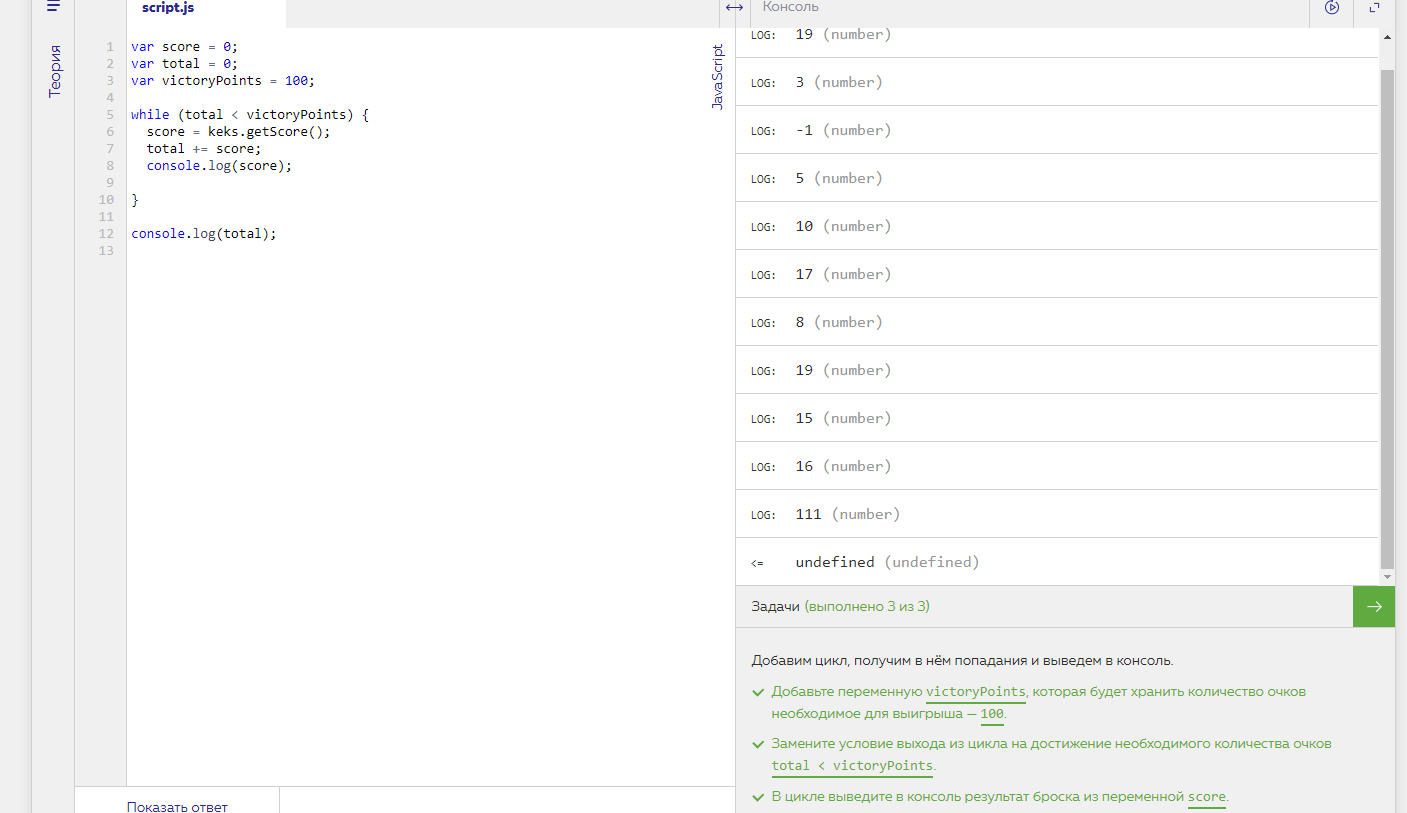 script.js
Консоль
Теория
JavaScript
1 var score = 0;
2 var total = 0;
3 var victoryPoints = 100;
4
5 while (total < victoryPoints) {
6 score = keks.getScore();
7 total += score;
8 console.log(score);
9
10 }
11
12 console.log(total);
13
Показать ответ
LOG: 19 (number)
LOG: 3 (number)
LOG: -1 (number)
LOG: 5 (number)
LOG: 10 (number)
LOG: 17 (number)
LOG: 8 (number)
LOG: 19 (number)
LOG: 15 (number)
LOG: 16 (number)
LOG: 111 (number)
<= undefined (undefined)
Задачи (выполнено 3 из 3)
Добавим цикл, получим в нём попадания и выведем в консоль.
Добавьте переменную victoryPoints, которая будет хранить количество очков
необходимое для выигрыша — 100.
Замените условие выхода из цикла на достижение необходимого количества очков
total < victoryPoints.
В цикле выведите в консоль результат броска из переменной score.